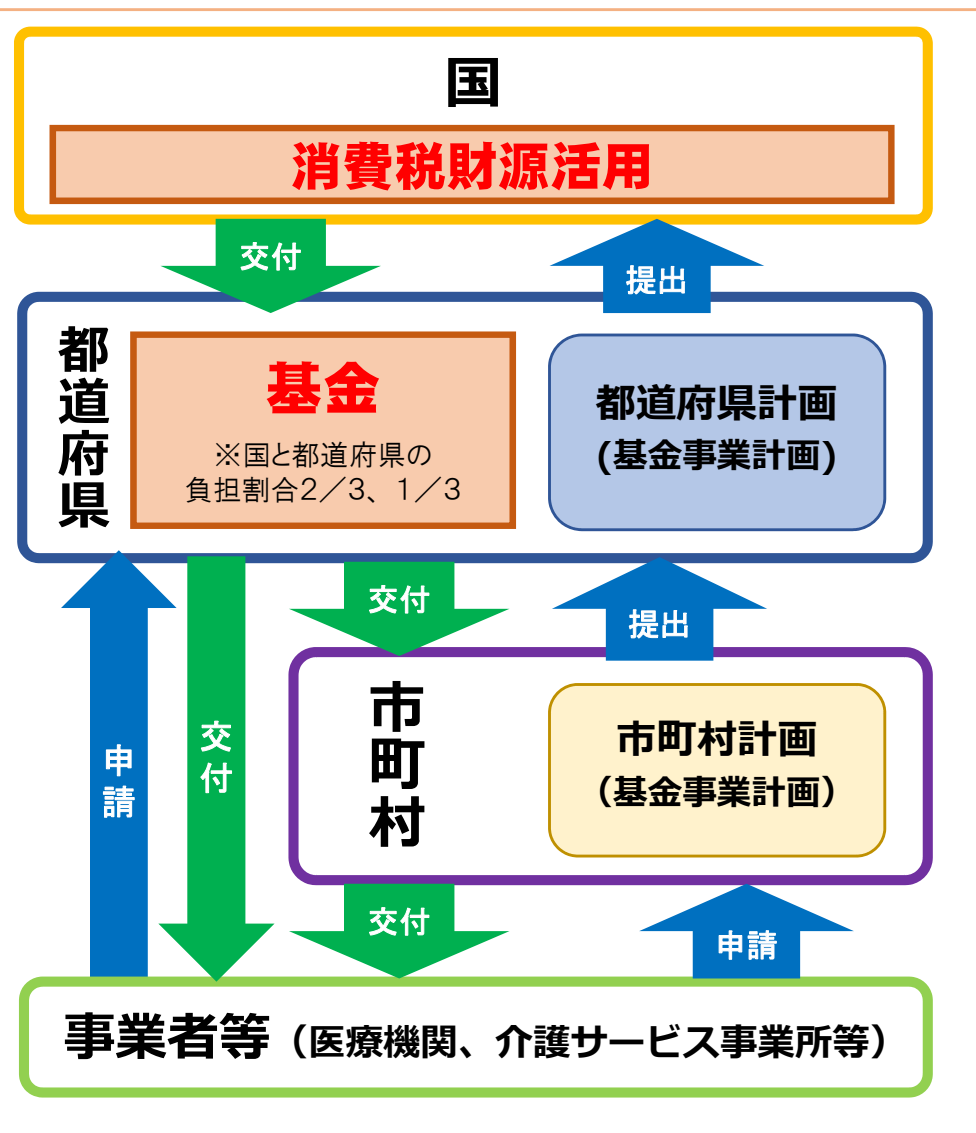 国
消費税財源活用
交付
提出
都道府県
基金
※国と都道府県の
負担割合2／3、1／3
都道府県計画
(基金事業計画)
交付
提出
申請
交付
市町村
市町村計画
（基金事業計画）
交付
申請
事業者等（医療機関、介護サービス事業所等）